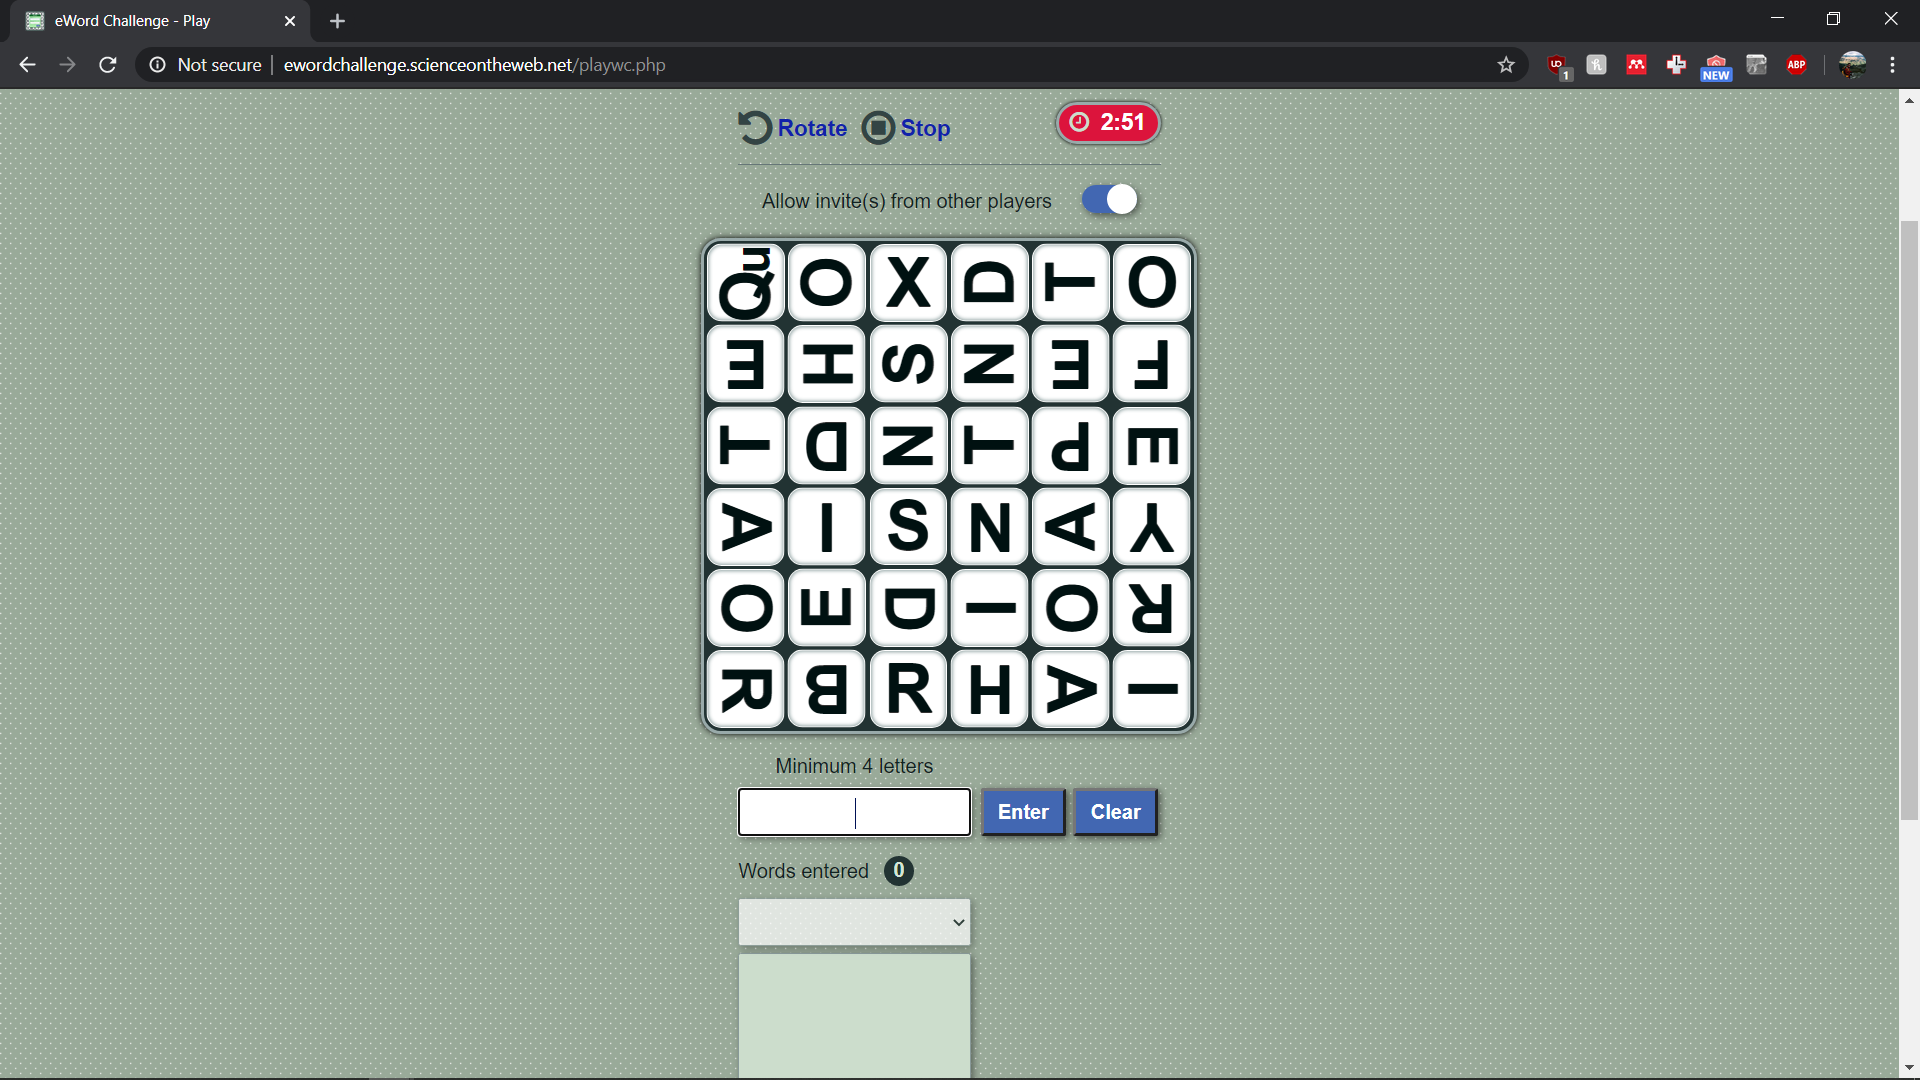 eWord Challenge - Play
Not secure ewordchallenge.scienceontheweb.net/playwc.php
1 NEW ABP
Rotate Stop 2:51
Allow invite(s) from other players
Qu O X D T O
E H S N E F
T D N T P E
A I S N A Y
O E D I O R
R B R H A I
Minimum 4 letters
Enter Clear
Words entered 0